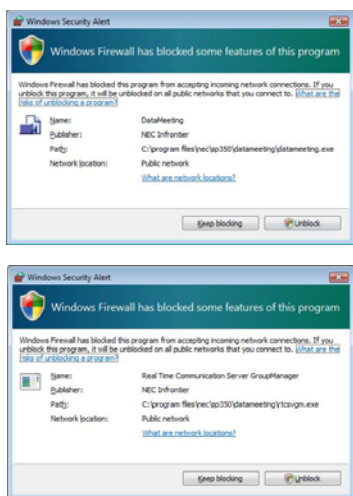 Windows Security Alert
Windows Firewall has blocked some features of this program
Windows Firewall has blocked this program from accepting incoming network connections. If you
unblock this program, it will be unblocked on all public networks that you connect to. What are the
risks of unblocking a program?
Name: DataMeeting
Publisher: NEC Infrontier
Path: C:\program files\nec\sp350\datameeting\datameeting.exe
Network location: Public network
What are network locations?
Keep blocking Unblock
Windows Security Alert
Windows Firewall has blocked some features of this program
Windows Firewall has blocked this program from accepting incoming network connections. If you
unblock this program, it will be unblocked on all public networks that you connect to. What are the
risks of unblocking a program?
Name: Real Time Communication Server GroupManager
Publisher: NEC Infrontier
Path: C:\program files\nec\sp350\datameeting\rtcsvgm.exe
Network location: Public network
What are network locations?
Keep blocking Unblock